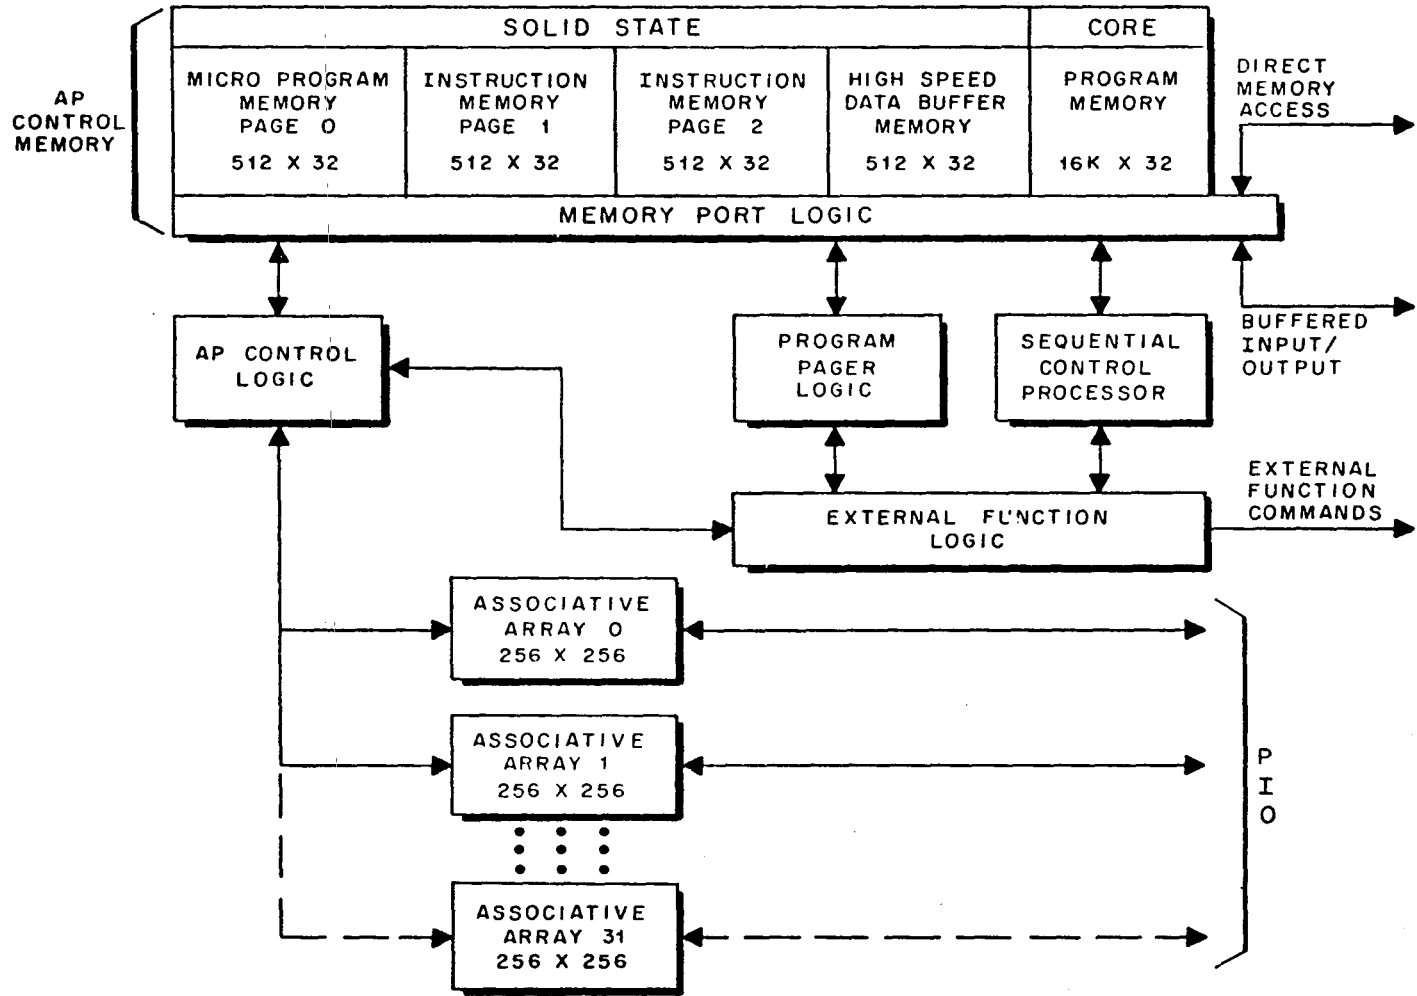 SOLID STATE
CORE
AP
CONTROL
MEMORY
MICRO PROGRAM
MEMORY
PAGE 0
512 X 32
INSTRUCTION
MEMORY
PAGE 1
512 X 32
INSTRUCTION
MEMORY
PAGE 2
512 X 32
HIGH SPEED
DATA BUFFER
MEMORY
512 X 32
PROGRAM
MEMORY
16K X 32
DIRECT
MEMORY
ACCESS
MEMORY PORT LOGIC
AP CONTROL
LOGIC
PROGRAM
PAGER
LOGIC
SEQUENTIAL
CONTROL
PROCESSOR
BUFFERED
INPUT/
OUTPUT
EXTERNAL FUNCTION
LOGIC
EXTERNAL
FUNCTION
COMMANDS
ASSOCIATIVE
ARRAY 0
256 X 256
ASSOCIATIVE
ARRAY 1
256 X 256
ASSOCIATIVE
ARRAY 31
256 X 256
PIO